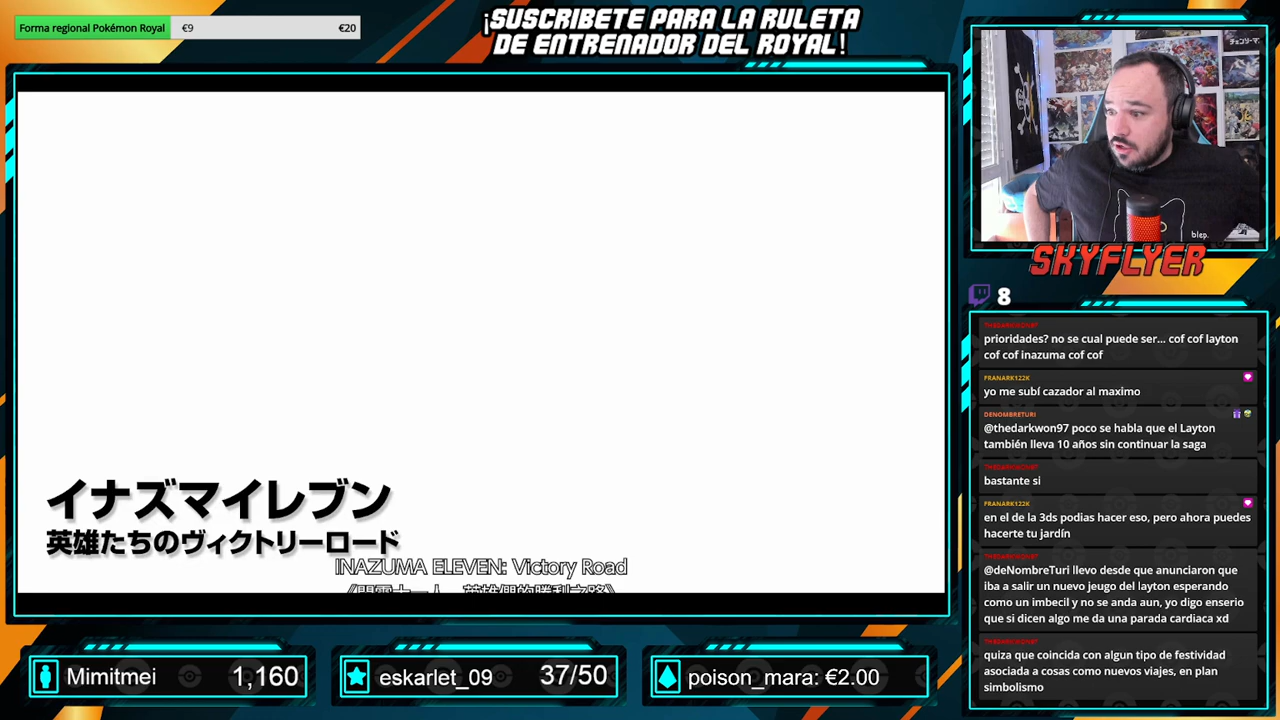 Forma regional Pokémon Royal
€9
€20
¡SUSCRIBETE PARA LA RULETA
DE ENTRENADOR DEL ROYAL!
イナズマイレブン
英雄たちのヴィクトリーロード
INAZUMA ELEVEN: Victory Road
blep.
SKYFLYER
8
THEDARKWON97
prioridades? no se cual puede ser... cof cof layton
cof cof inazuma cof cof
FRANARK122K
yo me subí cazador al maximo
DENOMBRETURI
@thedarkwon97 poco se habla que el Layton
también lleva 10 años sin continuar la saga
THEDARKWON97
bastante si
FRANARK122K
en el de la 3ds podias hacer eso, pero ahora puedes
hacerte tu jardín
THEDARKWON97
@deNombreTuri llevo desde que anunciaron que
iba a salir un nuevo jeugo del layton esperando
como un imbecil y no se anda aun, yo digo enserio
que si dicen algo me da una parada cardiaca xd
THEDARKWON97
quiza que coincida con algun tipo de festividad
asociada a cosas como nuevos viajes, en plan
simbolismo
Mimitmei
1,160
eskarlet_09
37/50
poison_mara: €2.00